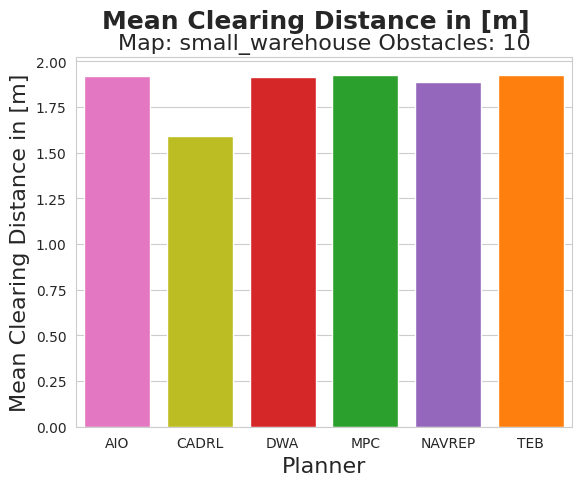 Mean Clearing Distance in [m]
Map: small_warehouse Obstacles: 10
Mean Clearing Distance in [m]
2.00
1.75
1.50
1.25
1.00
0.75
0.50
0.25
0.00
AIO CADRL DWA MPC NAVREP TEB
Planner